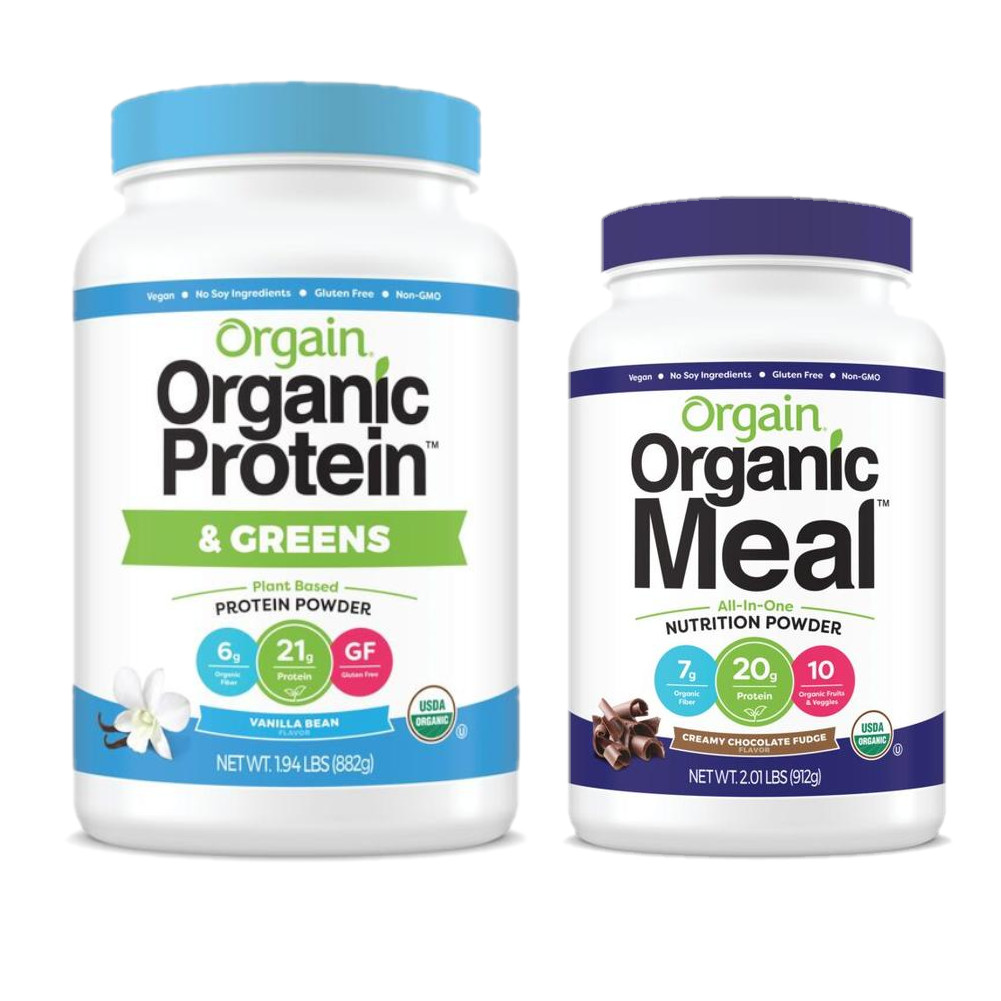 Vegan • No Soy Ingredients • Gluten Free • Non-GMO
Orgain®
Organic
Protein™
& GREENS
Plant Based
PROTEIN POWDER
6g
Organic
Fiber
21g
Protein
GF
Gluten Free
VANILLA BEAN
FLAVOR
USDA
ORGANIC
U
NET WT. 1.94 LBS (882g)
Vegan • No Soy Ingredients • Gluten Free • Non-GMO
Orgain®
Organic
Meal™
All-In-One
NUTRITION POWDER
7g
Organic
Fiber
20g
Protein
10
Organic Fruits
& Veggies
CREAMY CHOCOLATE FUDGE
FLAVOR
USDA
ORGANIC
U
NET WT. 2.01 LBS (912g)